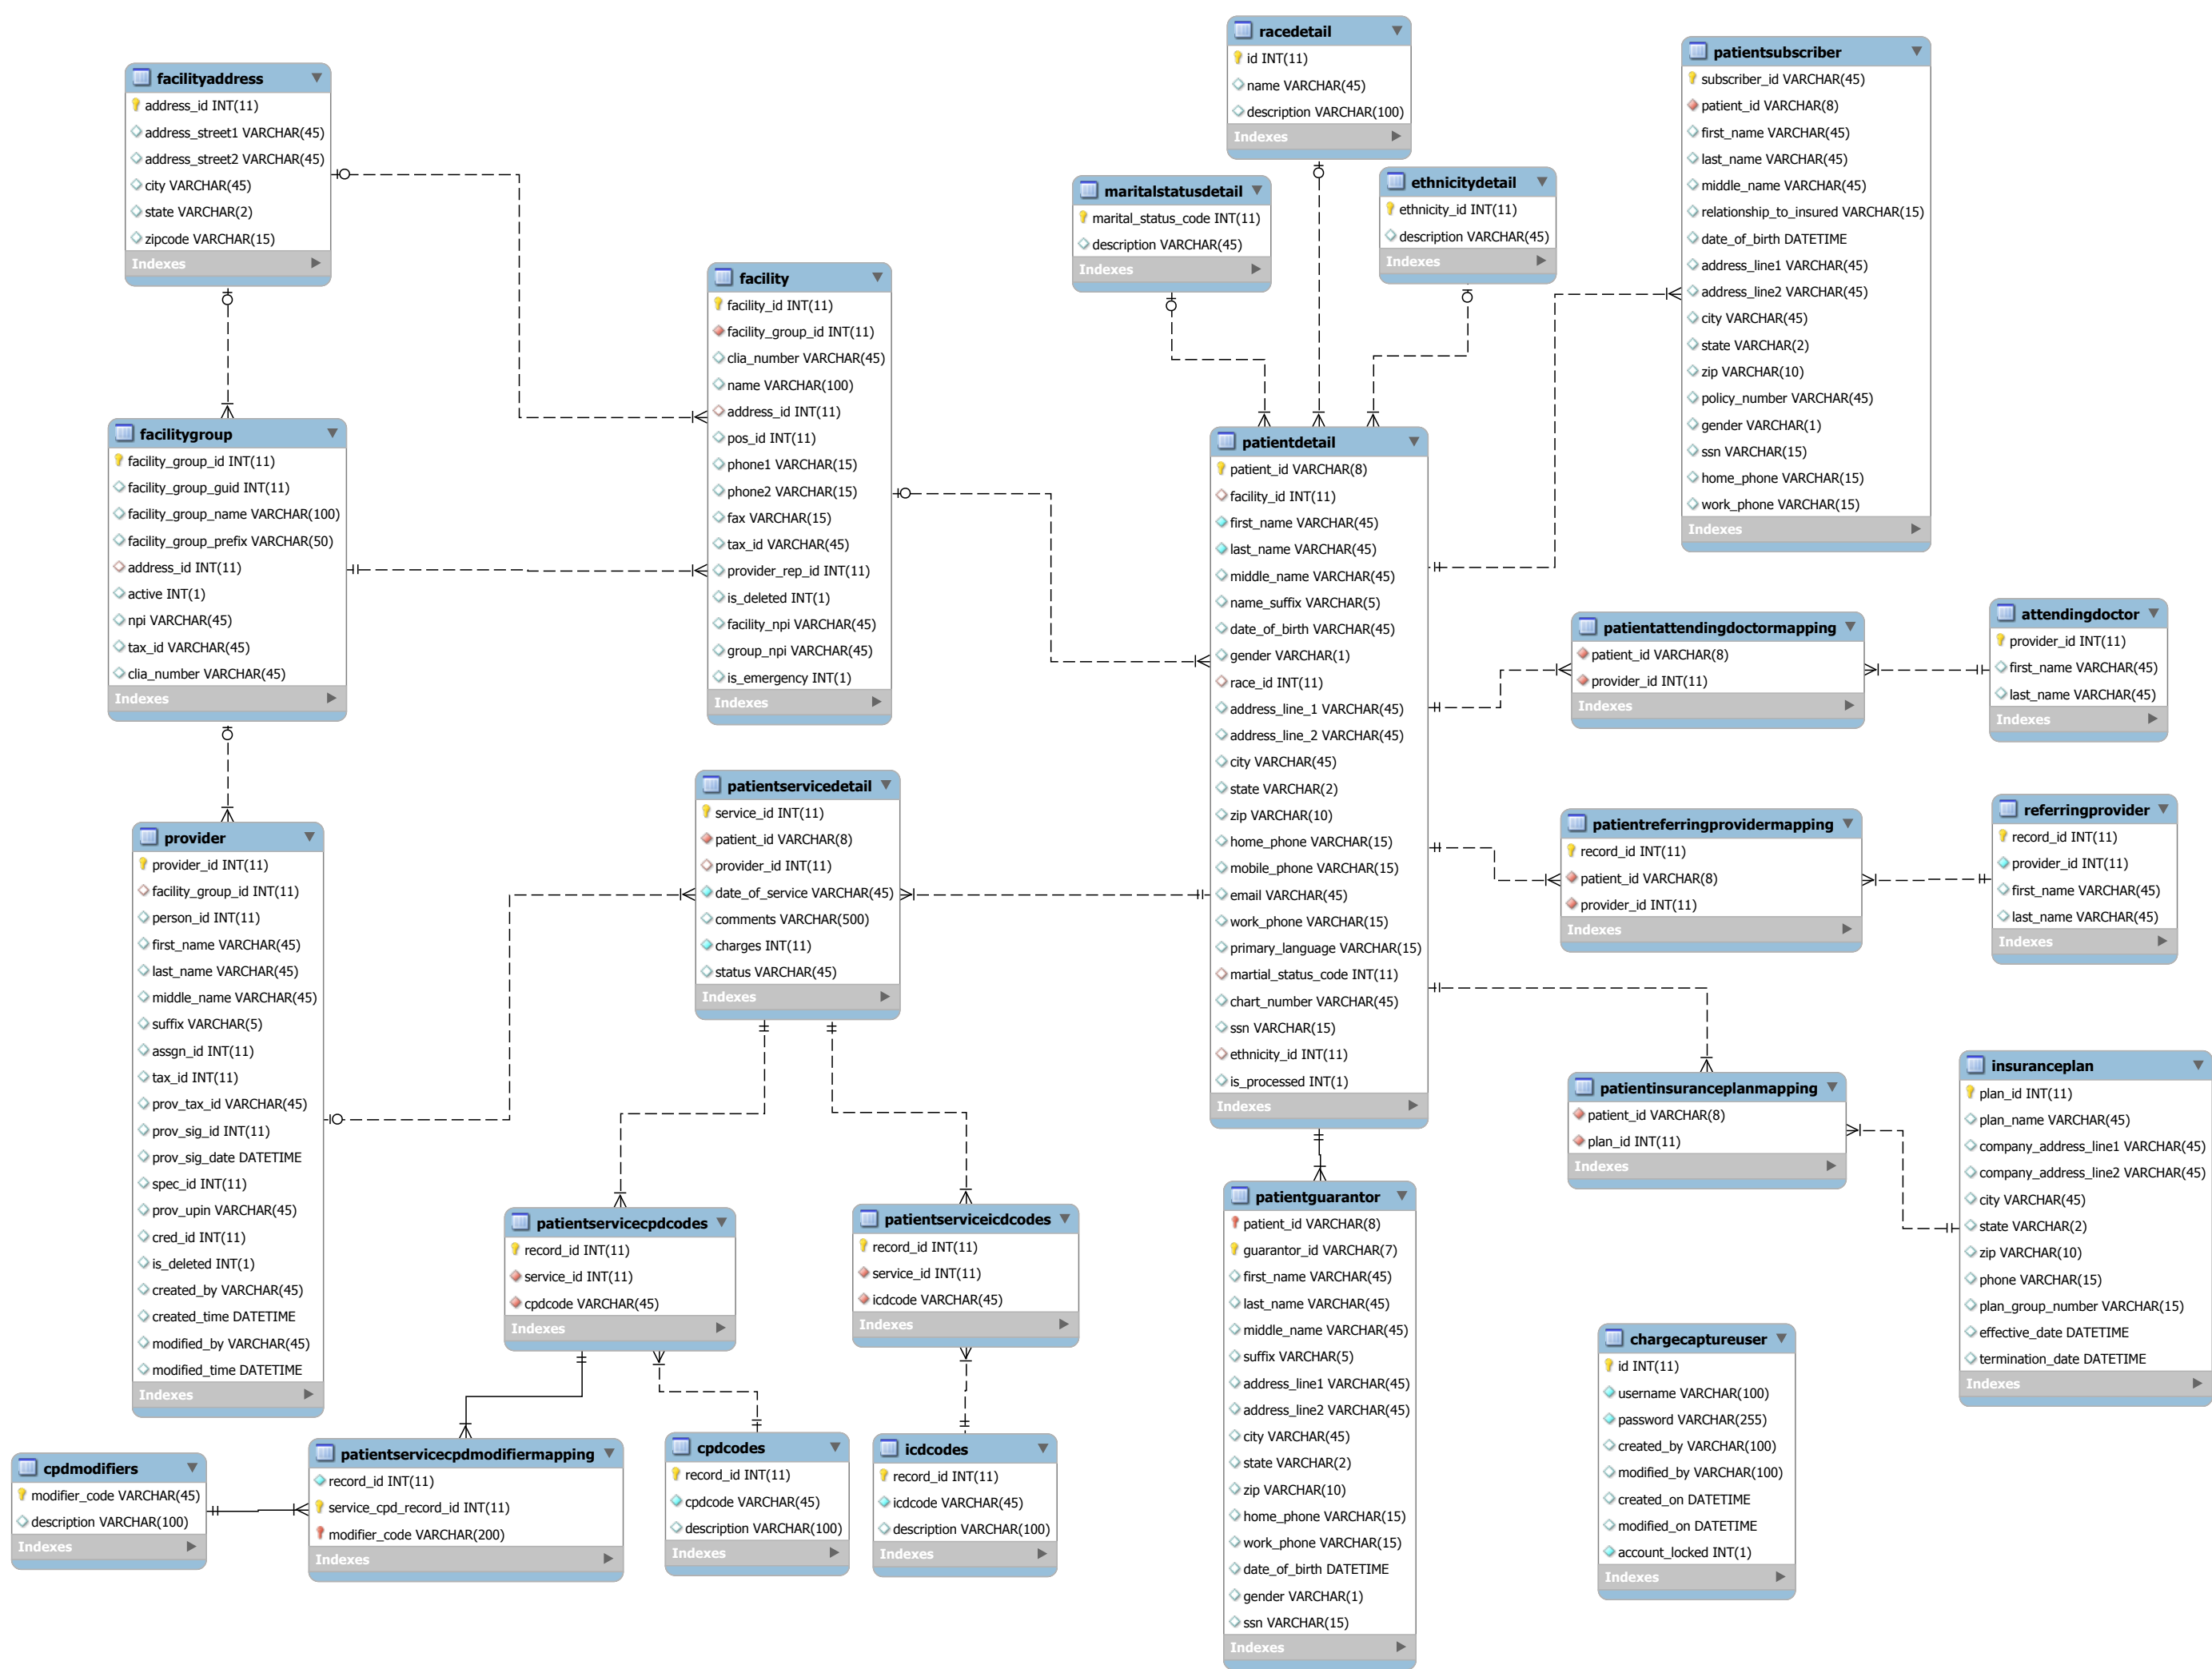 facilityaddress
address_id INT(11)
address_street1 VARCHAR(45)
address_street2 VARCHAR(45)
city VARCHAR(45)
state VARCHAR(2)
zipcode VARCHAR(15)
Indexes
facilitygroup
facility_group_id INT(11)
facility_group_guid INT(11)
facility_group_name VARCHAR(100)
facility_group_prefix VARCHAR(50)
address_id INT(11)
active INT(1)
npi VARCHAR(45)
tax_id VARCHAR(45)
clia_number VARCHAR(45)
Indexes
provider
provider_id INT(11)
facility_group_id INT(11)
person_id INT(11)
first_name VARCHAR(45)
last_name VARCHAR(45)
middle_name VARCHAR(45)
suffix VARCHAR(5)
assgn_id INT(11)
tax_id INT(11)
prov_tax_id VARCHAR(45)
prov_sig_id INT(11)
prov_sig_date DATETIME
spec_id INT(11)
prov_upin VARCHAR(45)
cred_id INT(11)
is_deleted INT(1)
created_by VARCHAR(45)
created_time DATETIME
modified_by VARCHAR(45)
modified_time DATETIME
Indexes
cpdmodifiers
modifier_code VARCHAR(45)
description VARCHAR(100)
Indexes
patientservicecpdmodifiermapping
record_id INT(11)
service_cpd_record_id INT(11)
modifier_code VARCHAR(200)
Indexes
facility
facility_id INT(11)
facility_group_id INT(11)
clia_number VARCHAR(45)
name VARCHAR(100)
address_id INT(11)
pos_id INT(11)
phone1 VARCHAR(15)
phone2 VARCHAR(15)
fax VARCHAR(15)
tax_id VARCHAR(45)
provider_rep_id INT(11)
is_deleted INT(1)
facility_npi VARCHAR(45)
group_npi VARCHAR(45)
is_emergency INT(1)
Indexes
patientservicedetail
service_id INT(11)
patient_id VARCHAR(8)
provider_id INT(11)
date_of_service VARCHAR(45)
comments VARCHAR(500)
charges INT(11)
status VARCHAR(45)
Indexes
patientservicecpdcodes
record_id INT(11)
service_id INT(11)
cpdcode VARCHAR(45)
Indexes
patientserviceicdcodes
record_id INT(11)
service_id INT(11)
icdcode VARCHAR(45)
Indexes
cpdcodes
record_id INT(11)
cpdcode VARCHAR(45)
description VARCHAR(100)
Indexes
icdcodes
record_id INT(11)
icdcode VARCHAR(45)
description VARCHAR(100)
Indexes
racedetail
id INT(11)
name VARCHAR(45)
description VARCHAR(100)
Indexes
maritalstatusdetail
marital_status_code INT(11)
description VARCHAR(45)
Indexes
ethnicitydetail
ethnicity_id INT(11)
description VARCHAR(45)
Indexes
patientdetail
patient_id VARCHAR(8)
facility_id INT(11)
first_name VARCHAR(45)
last_name VARCHAR(45)
middle_name VARCHAR(45)
name_suffix VARCHAR(5)
date_of_birth VARCHAR(45)
gender VARCHAR(1)
race_id INT(11)
address_line_1 VARCHAR(45)
address_line_2 VARCHAR(45)
city VARCHAR(45)
state VARCHAR(2)
zip VARCHAR(10)
home_phone VARCHAR(15)
mobile_phone VARCHAR(15)
email VARCHAR(45)
work_phone VARCHAR(15)
primary_language VARCHAR(15)
martial_status_code INT(11)
chart_number VARCHAR(45)
ssn VARCHAR(15)
ethnicity_id INT(11)
is_processed INT(1)
Indexes
patientguarantor
patient_id VARCHAR(8)
guarantor_id VARCHAR(7)
first_name VARCHAR(45)
last_name VARCHAR(45)
middle_name VARCHAR(45)
suffix VARCHAR(5)
address_line1 VARCHAR(45)
address_line2 VARCHAR(45)
city VARCHAR(45)
state VARCHAR(2)
zip VARCHAR(10)
home_phone VARCHAR(15)
work_phone VARCHAR(15)
date_of_birth DATETIME
gender VARCHAR(1)
ssn VARCHAR(15)
Indexes
patientsubscriber
subscriber_id VARCHAR(45)
patient_id VARCHAR(8)
first_name VARCHAR(45)
last_name VARCHAR(45)
middle_name VARCHAR(45)
relationship_to_insured VARCHAR(15)
date_of_birth DATETIME
address_line1 VARCHAR(45)
address_line2 VARCHAR(45)
city VARCHAR(45)
state VARCHAR(2)
zip VARCHAR(10)
policy_number VARCHAR(45)
gender VARCHAR(1)
ssn VARCHAR(15)
home_phone VARCHAR(15)
work_phone VARCHAR(15)
Indexes
patientattendingdoctormapping
patient_id VARCHAR(8)
provider_id INT(11)
Indexes
attendingdoctor
provider_id INT(11)
first_name VARCHAR(45)
last_name VARCHAR(45)
Indexes
patientreferringprovidermapping
record_id INT(11)
patient_id VARCHAR(8)
provider_id INT(11)
Indexes
referringprovider
record_id INT(11)
provider_id INT(11)
first_name VARCHAR(45)
last_name VARCHAR(45)
Indexes
patientinsuranceplanmapping
patient_id VARCHAR(8)
plan_id INT(11)
Indexes
insuranceplan
plan_id INT(11)
plan_name VARCHAR(45)
company_address_line1 VARCHAR(45)
company_address_line2 VARCHAR(45)
city VARCHAR(45)
state VARCHAR(2)
zip VARCHAR(10)
phone VARCHAR(15)
plan_group_number VARCHAR(15)
effective_date DATETIME
termination_date DATETIME
Indexes
chargecaptureuser
id INT(11)
username VARCHAR(100)
password VARCHAR(255)
created_by VARCHAR(100)
modified_by VARCHAR(100)
created_on DATETIME
modified_on DATETIME
account_locked INT(1)
Indexes